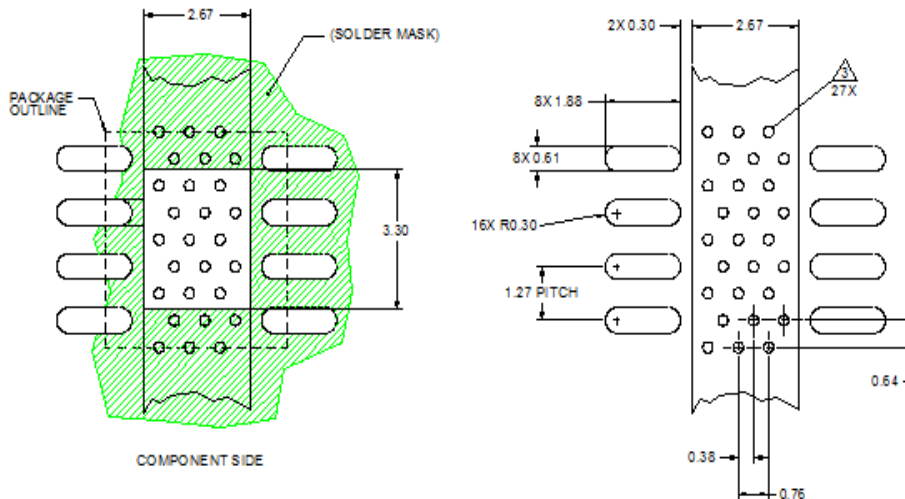 2.67
(SOLDER MASK)
PACKAGE
OUTLINE
3.30
COMPONENT SIDE
2X 0.30
2.67
3
27X
8X 1.88
8X 0.61
16X R0.30
1.27 PITCH
0.64
0.38
0.76